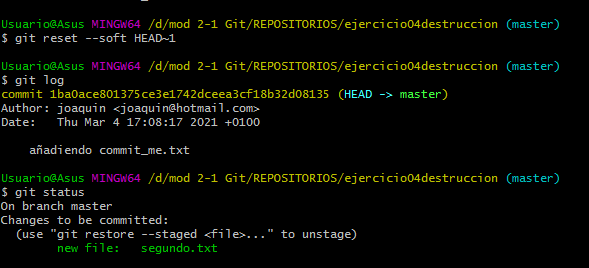 Usuario@Asus MINGW64 /d/mod 2-1 Git/REPOSITORIOS/ejercicio04destruccion (master)
$ git reset --soft HEAD~1
Usuario@Asus MINGW64 /d/mod 2-1 Git/REPOSITORIOS/ejercicio04destruccion (master)
$ git log
commit 1ba0ace801375ce3e1742dceea3cf18b32d08135 (HEAD -> master)
Author: joaquin <joaquin@hotmail.com>
Date:   Thu Mar 4 17:08:17 2021 +0100
    añadiendo commit_me.txt
Usuario@Asus MINGW64 /d/mod 2-1 Git/REPOSITORIOS/ejercicio04destruccion (master)
$ git status
On branch master
Changes to be committed:
  (use "git restore --staged <file>..." to unstage)
        new file:   segundo.txt